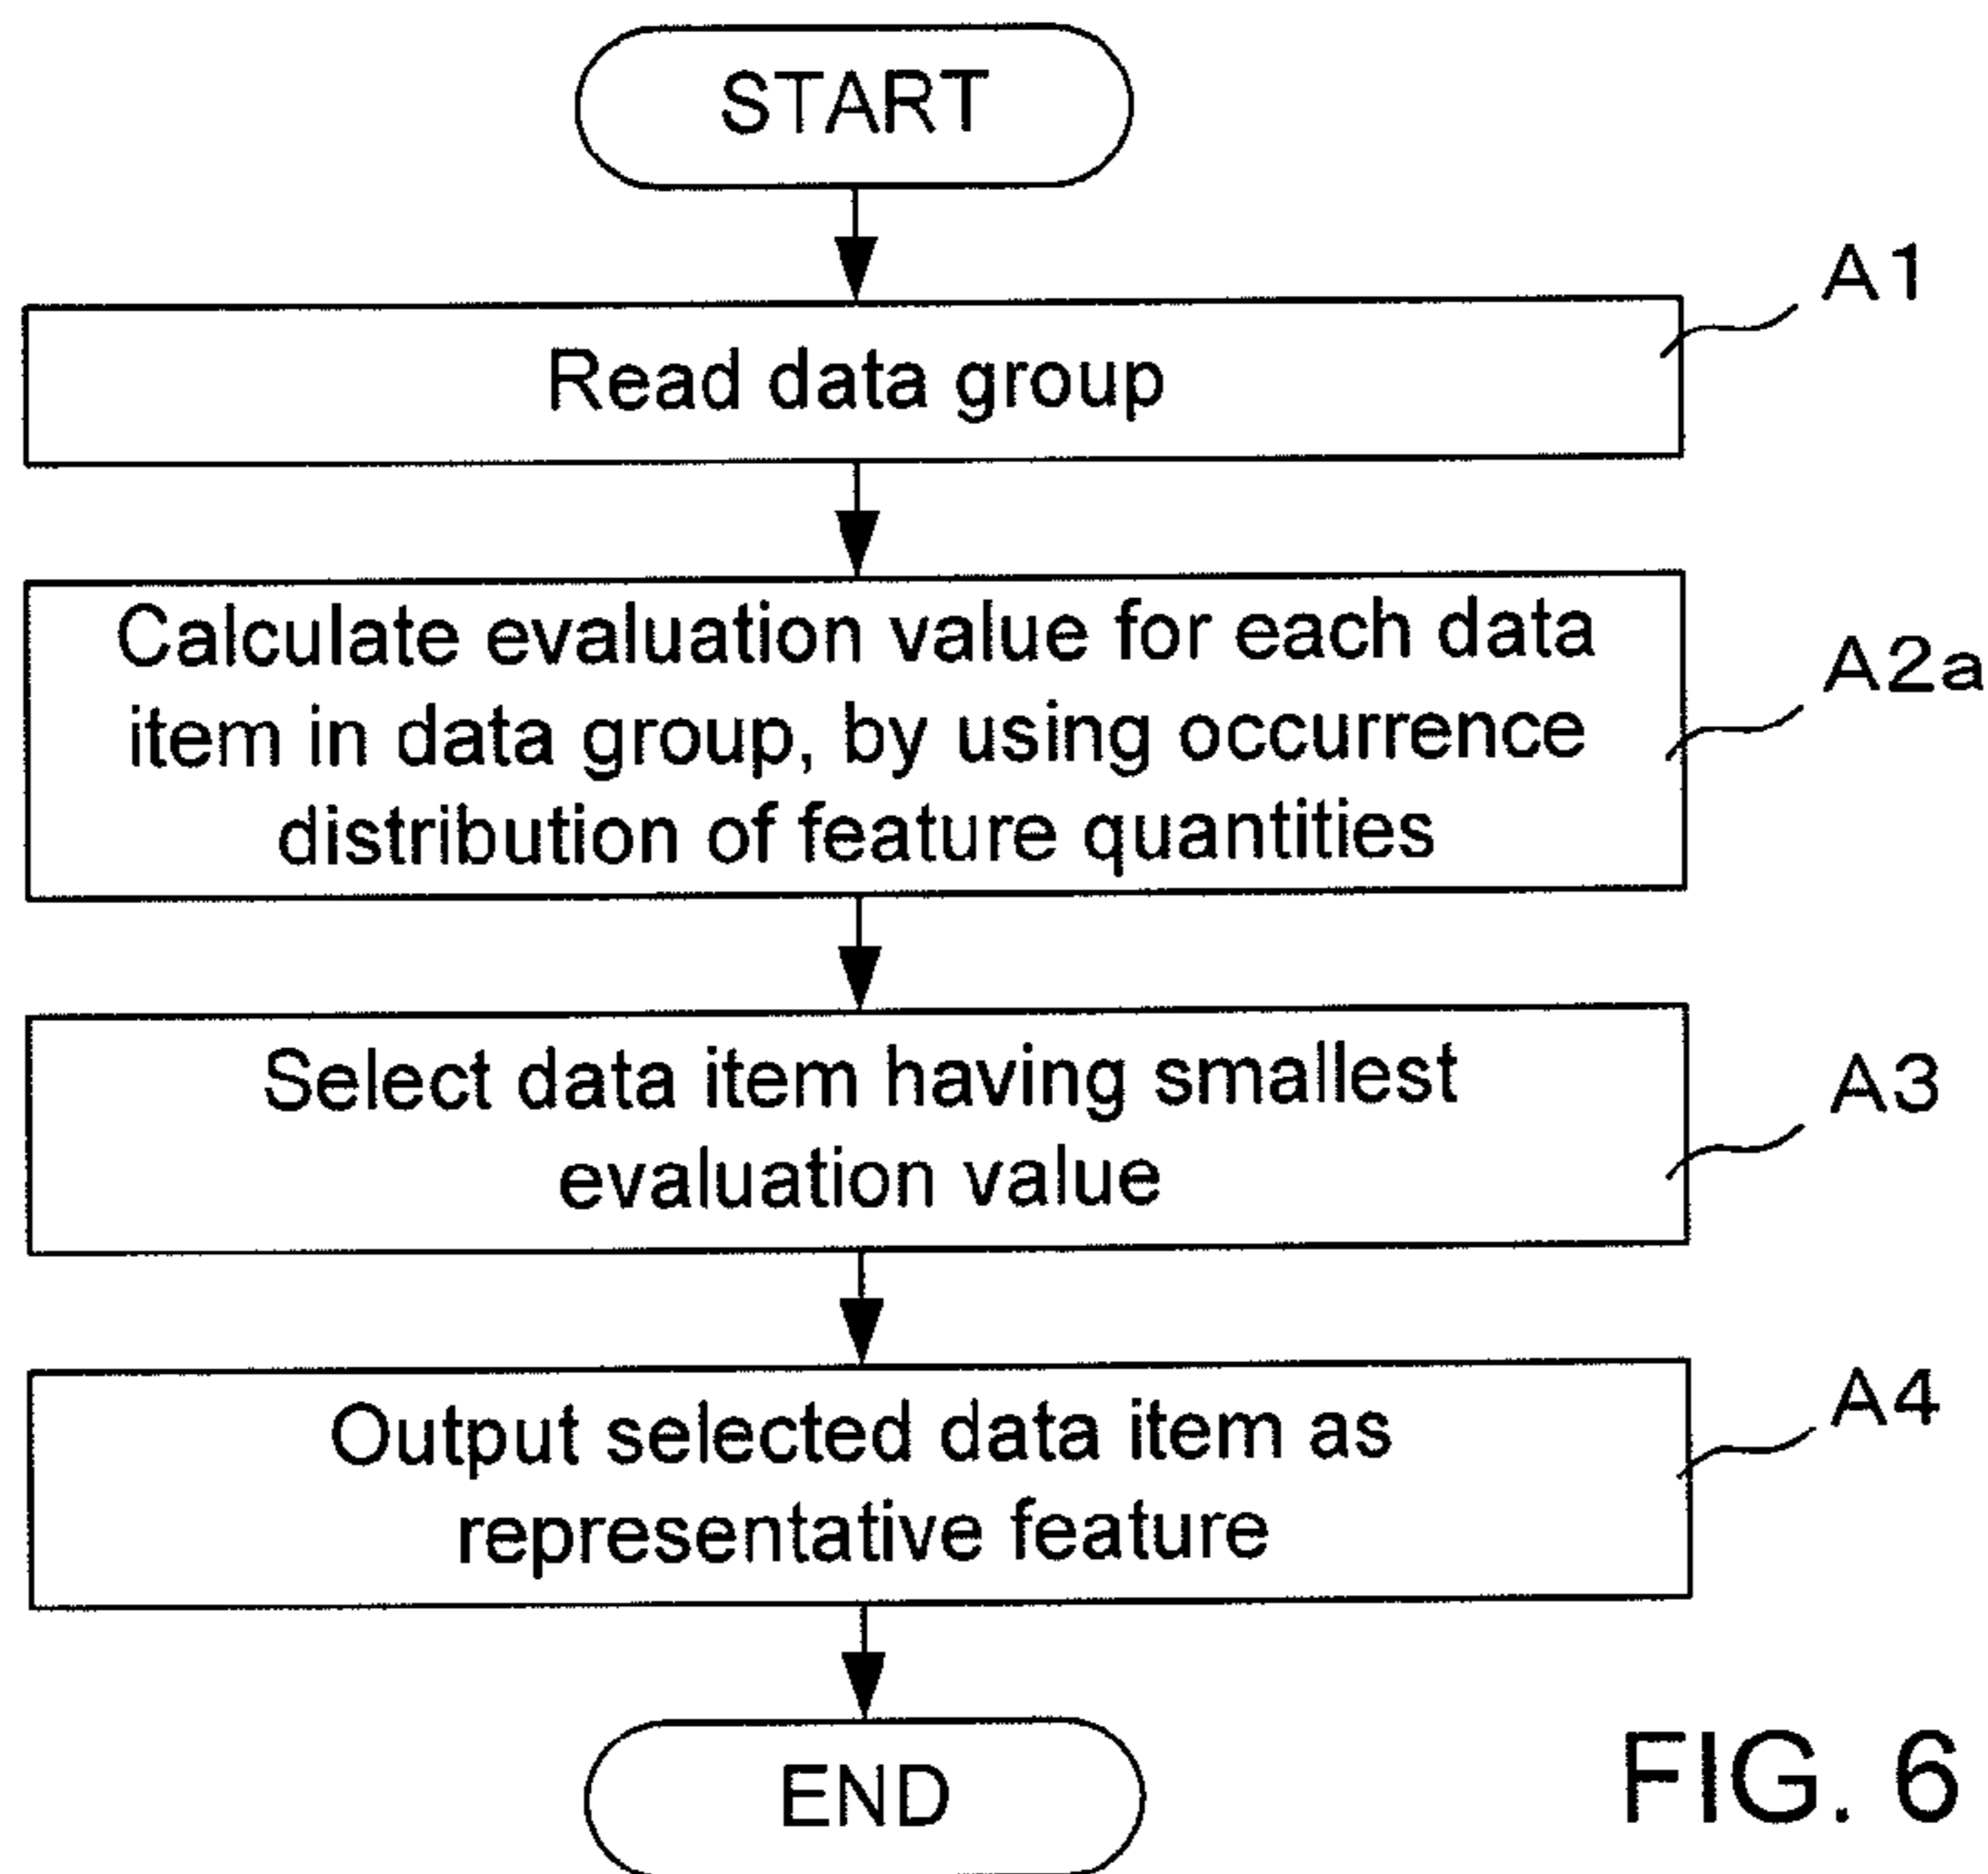 START
A1
Read data group
Calculate evaluation value for each data
item in data group, by using occurrence
distribution of feature quantities
A2a
Select data item having smallest
evaluation value
A3
Output selected data item as
representative feature
A4
END
FIG. 6